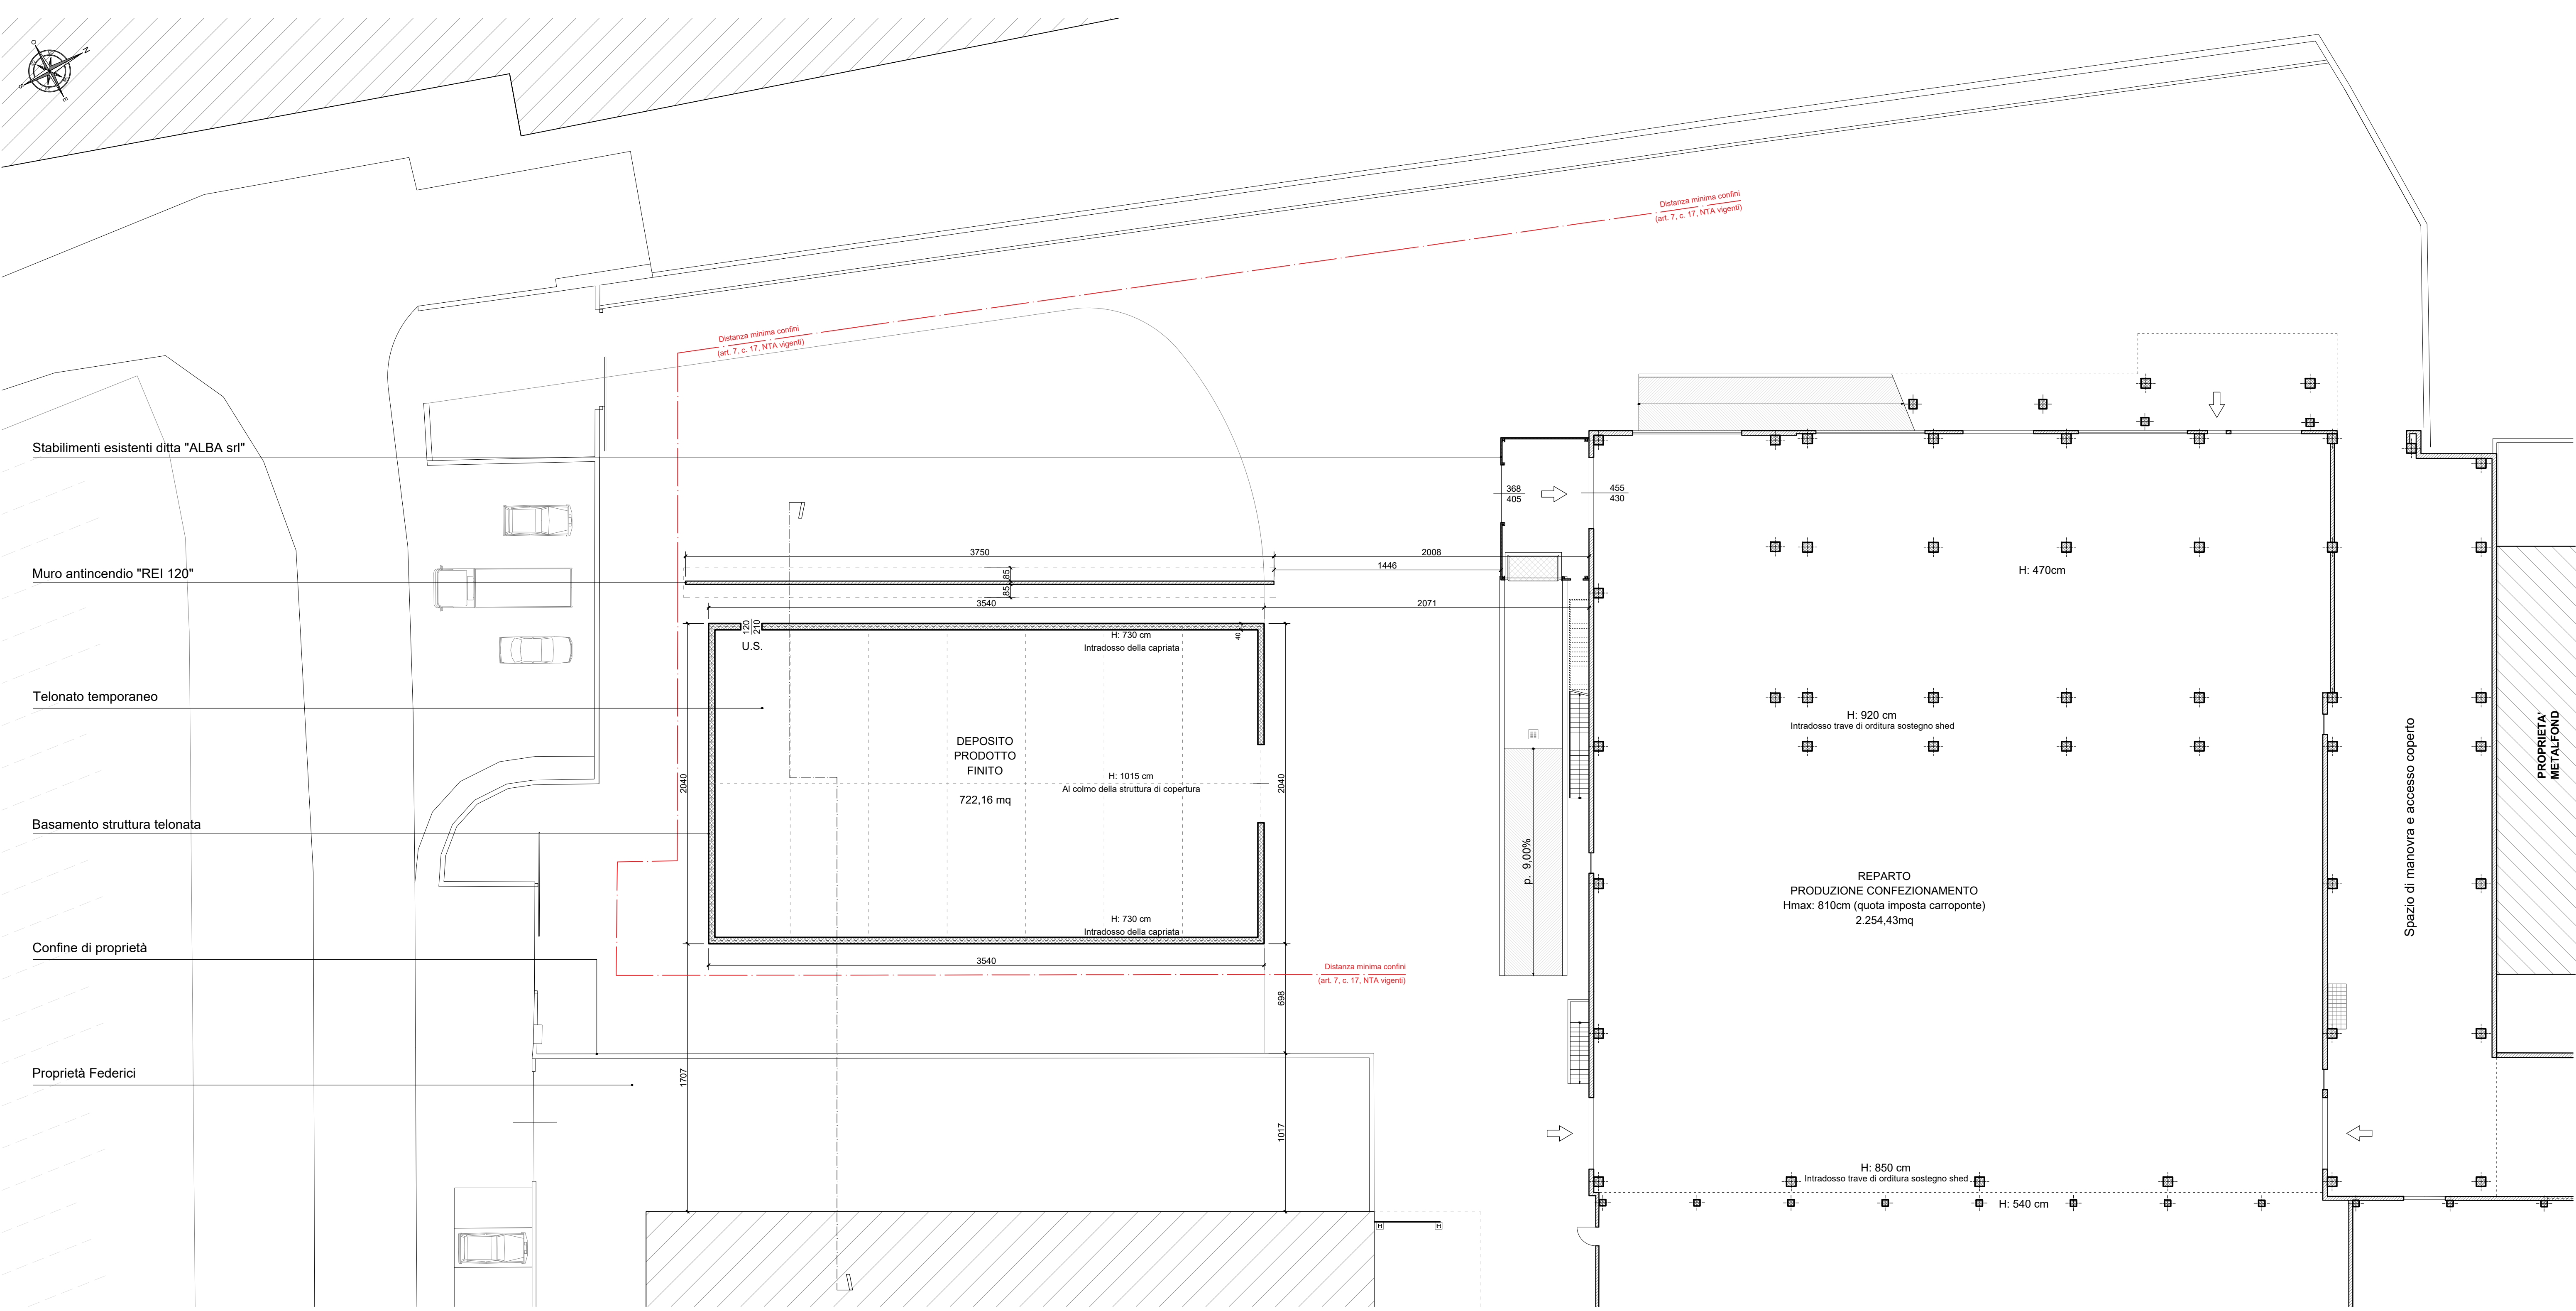 O
N
S
E
Distanza minima confini
(art. 7, c. 17, NTA vigenti)
Distanza minima confini
(art. 7, c. 17, NTA vigenti)
Stabilimenti esistenti ditta "ALBA srl"
368
405
455
430
3750
2008
1446
Muro antincendio "REI 120"
85
85
H: 470cm
3540
2071
120
210
U.S.
H: 730 cm
Intradosso della capriata
40
Telonato temporaneo
H: 920 cm
Intradosso trave di orditura sostegno shed
Spazio di manovra e accesso coperto
PROPRIETA'
METALFOND
DEPOSITO
PRODOTTO
FINITO
722,16 mq
H: 1015 cm
Al colmo della struttura di copertura
2040
2040
Basamento struttura telonata
p. 9,00%
REPARTO
PRODUZIONE CONFEZIONAMENTO
Hmax: 810cm (quota imposta carroponte)
2.254,43mq
H: 730 cm
Intradosso della capriata
Confine di proprietà
3540
Distanza minima confini
(art. 7, c. 17, NTA vigenti)
698
Proprietà Federici
1707
1017
H: 850 cm
Intradosso trave di orditura sostegno shed
H: 540 cm
H
H